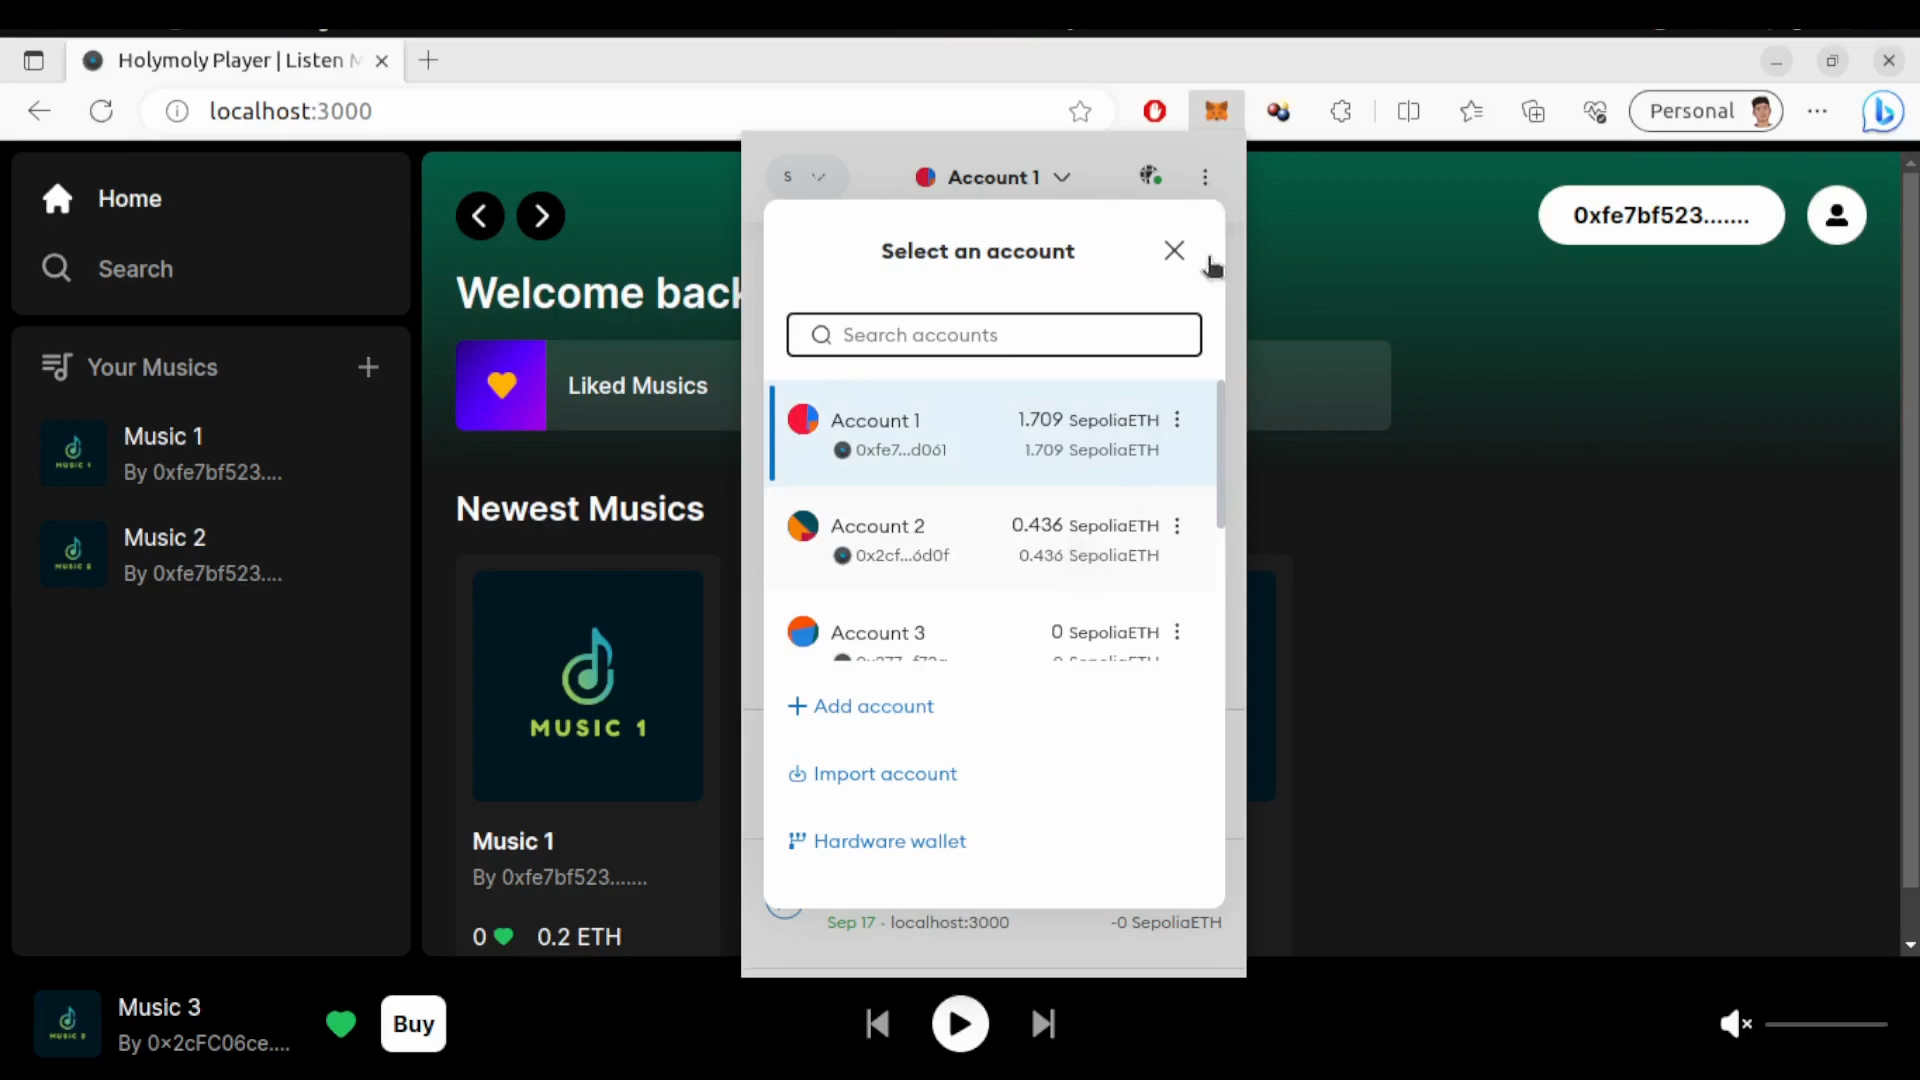 Holymoly Player | Listen M
localhost:3000
Personal
Home
Search
Your Musics
Music 1
By 0xfe7bf523....
Music 2
By 0xfe7bf523....
Welcome back
Liked Musics
Newest Musics
MUSIC 1
Music 1
By 0xfe7bf523.......
0
0.2 ETH
0xfe7bf523.......
S
Account 1
Select an account
Search accounts
Account 1
1.709 SepoliaETH
0xfe7...d061
1.709 SepoliaETH
Account 2
0.436 SepoliaETH
0x2cf...6d0f
0.436 SepoliaETH
Account 3
0 SepoliaETH
Add account
Import account
Hardware wallet
Sep 17 · localhost:3000
-0 SepoliaETH
Music 3
By 0x2cFC06ce....
Buy